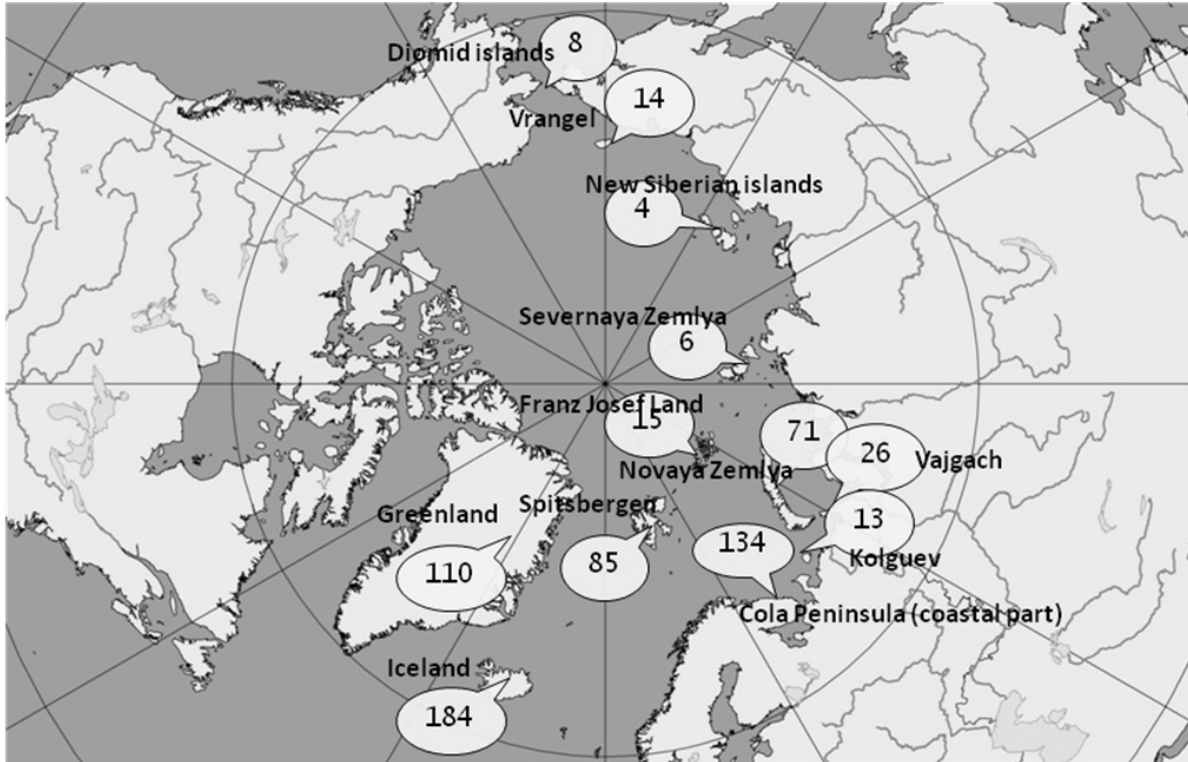 8
Diomid islands
14
Vrangel
New Siberian islands
4
Severnaya Zemlya
6
Franz Josef Land
15
71
26
Vajgach
Novaya Zemlya
Spitsbergen
Greenland
13
134
Kolguev
85
110
Cola Peninsula (coastal part)
Iceland
184